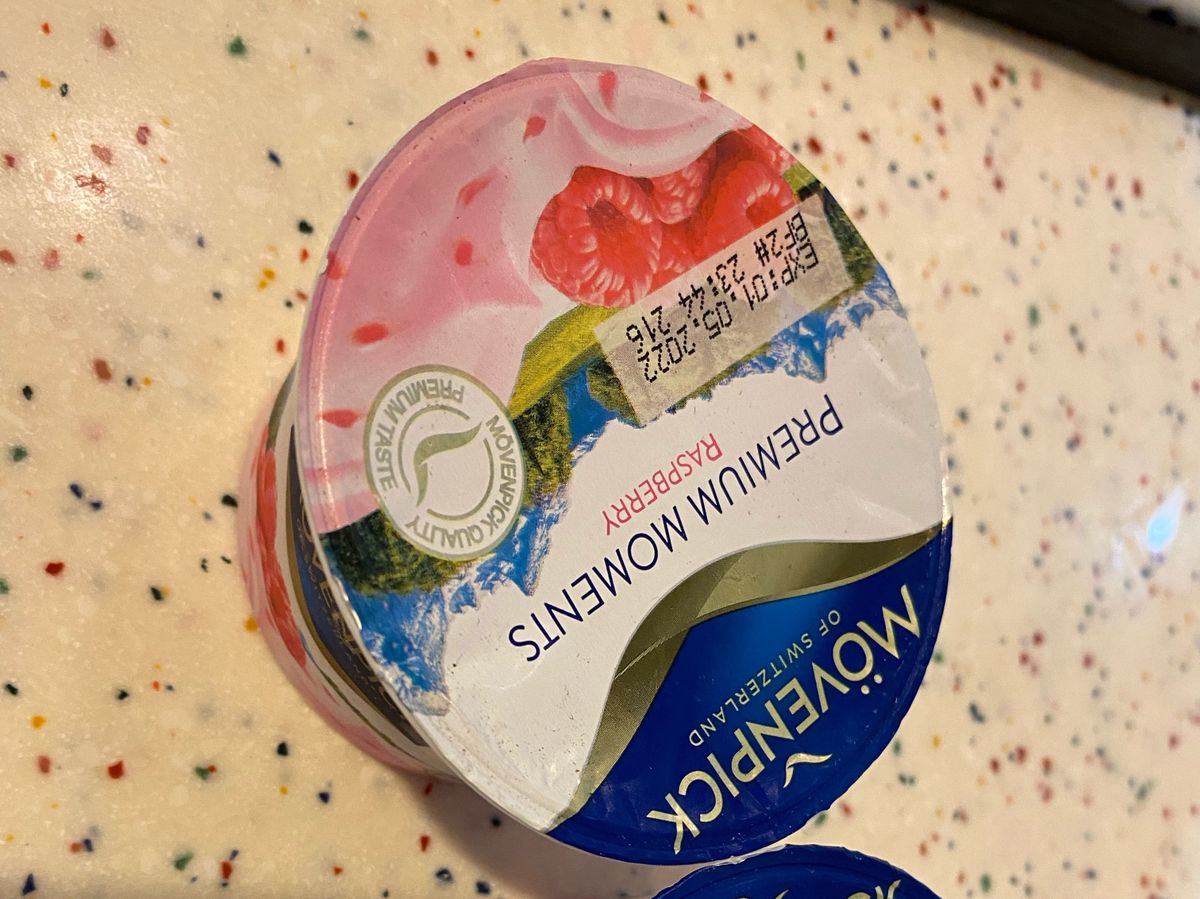 MÖVENPICK
OF SWITZERLAND
PREMIUM MOMENTS
RASPBERRY
EXP:01.05.2022
BF2# 23:44 216
MÖVENPICK QUALITY
PREMIUM TASTE.